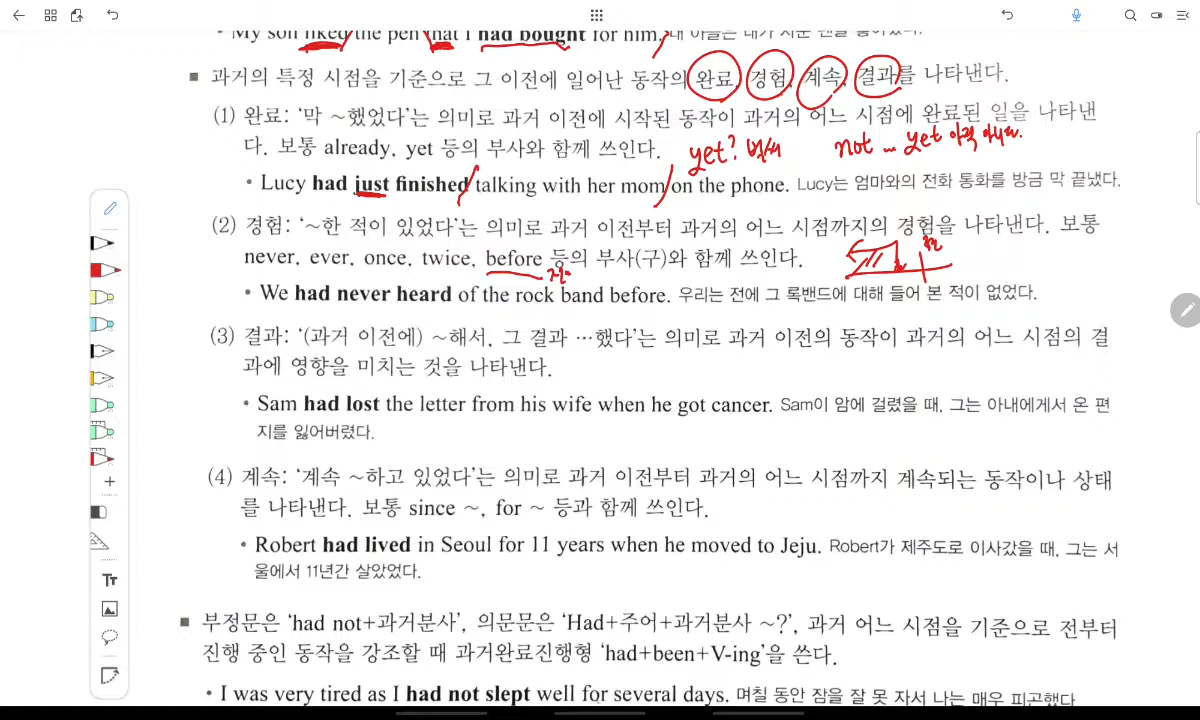 • My son liked the pen that I had bought for him.
■ 과거의 특정 시점을 기준으로 그 이전에 일어난 동작의 완료, 경험, 계속, 결과를 나타낸다.
(1) 완료: ‘막 ~했었다’는 의미로 과거 이전에 시작된 동작이 과거의 어느 시점에 완료된 일을 나타낸
다. 보통 already, yet 등의 부사와 함께 쓰인다. yet? 벌써 not ... yet 아직
• Lucy had just finished talking with her mom on the phone. Lucy는 엄마와의 전화 통화를 방금 막 끝냈다.
(2) 경험: ‘~한 적이 있었다’는 의미로 과거 이전부터 과거의 어느 시점까지의 경험을 나타낸다. 보통
never, ever, once, twice, before 등의 부사(구)와 함께 쓰인다.
• We had never heard of the rock band before. 우리는 전에 그 록밴드에 대해 들어 본 적이 없었다.
(3) 결과: ‘(과거 이전에) ~해서, 그 결과 …했다’는 의미로 과거 이전의 동작이 과거의 어느 시점의 결
과에 영향을 미치는 것을 나타낸다.
• Sam had lost the letter from his wife when he got cancer. Sam이 암에 걸렸을 때, 그는 아내에게서 온 편
지를 잃어버렸다.
(4) 계속: ‘계속 ~하고 있었다’는 의미로 과거 이전부터 과거의 어느 시점까지 계속되는 동작이나 상태
를 나타낸다. 보통 since ~, for ~ 등과 함께 쓰인다.
• Robert had lived in Seoul for 11 years when he moved to Jeju. Robert가 제주도로 이사갔을 때, 그는 서
울에서 11년간 살았었다.
■ 부정문은 ‘had not+과거분사’, 의문문은 ‘Had+주어+과거분사 ~?’, 과거 어느 시점을 기준으로 전부터
진행 중인 동작을 강조할 때 과거완료진행형 ‘had+been+V-ing’을 쓴다.
• I was very tired as I had not slept well for several days. 며칠 동안 잠을 잘 못 자서 나는 매우 피곤했다
Tт